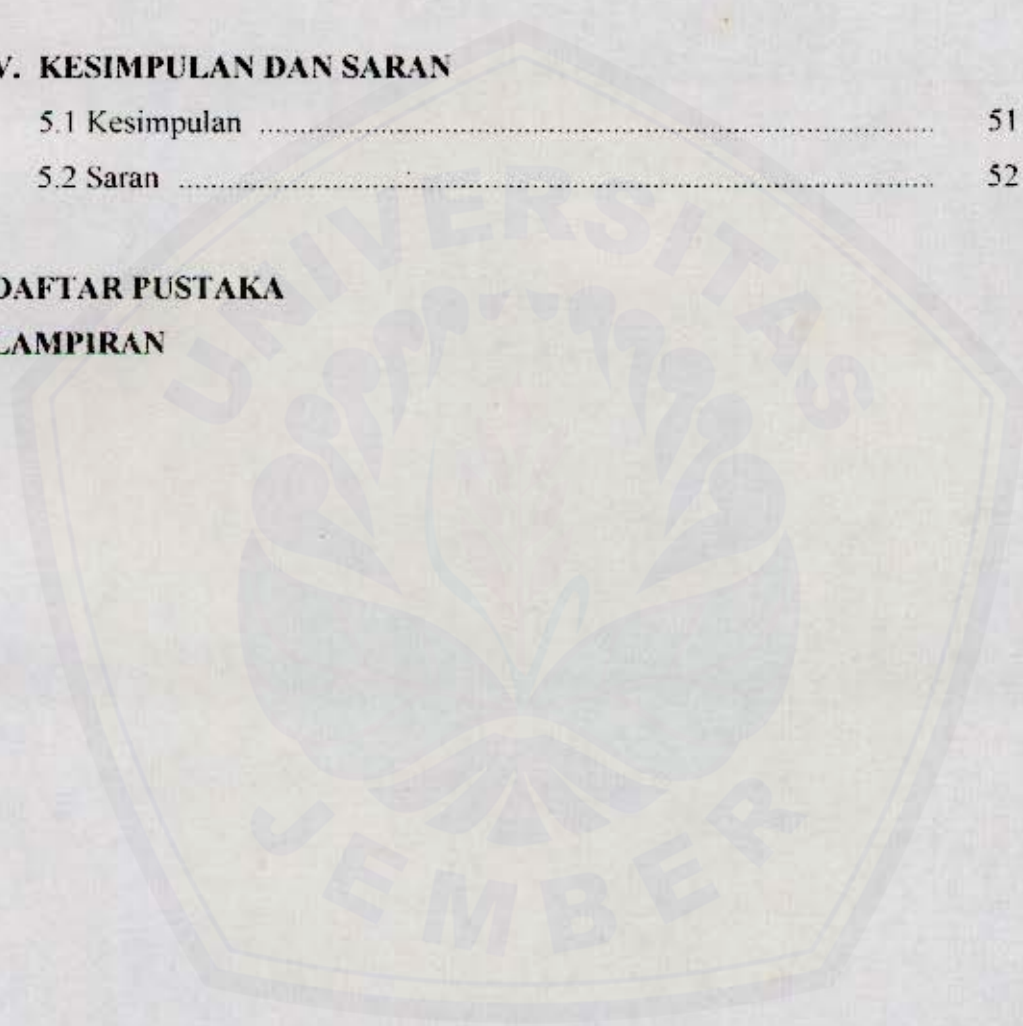 V. KESIMPULAN DAN SARAN
5.1 Kesimpulan ........................................ 51
5.2 Saran ........................................ 52
DAFTAR PUSTAKA
LAMPIRAN
UNIVERSITAS
JEMBER